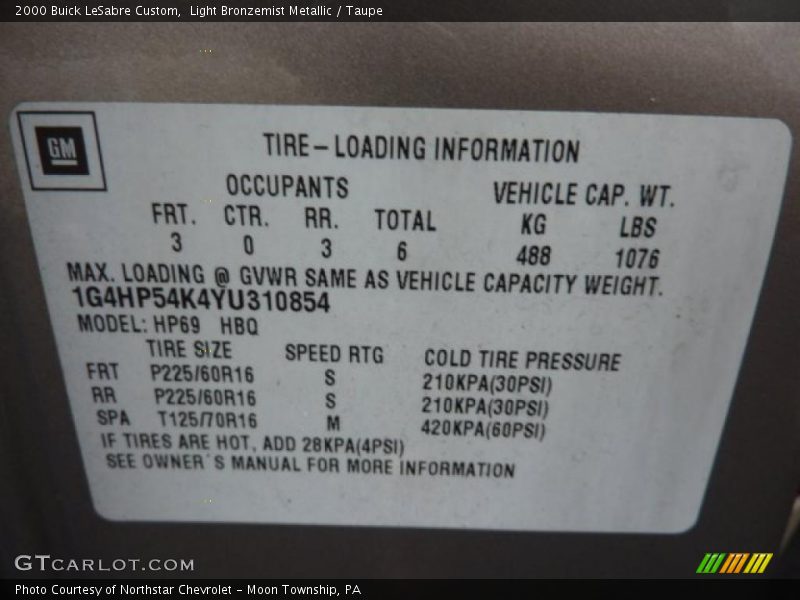 2000 Buick LeSabre Custom,  Light Bronzemist Metallic / Taupe
GM
TIRE-LOADING INFORMATION
OCCUPANTS VEHICLE CAP. WT.
FRT. CTR. RR. TOTAL KG LBS
3 0 3 6 488 1076
MAX. LOADING @ GVWR SAME AS VEHICLE CAPACITY WEIGHT.
1G4HP54K4YU310854
MODEL: HP69 HBQ
TIRE SIZE SPEED RTG COLD TIRE PRESSURE
FRT P225/60R16 S 210KPA(30PSI)
RR P225/60R16 S 210KPA(30PSI)
SPA T125/70R16 M 420KPA(60PSI)
IF TIRES ARE HOT, ADD 28KPA(4PSI)
SEE OWNER'S MANUAL FOR MORE INFORMATION
GTCARLOT.COM
Photo Courtesy of Northstar Chevrolet - Moon Township, PA